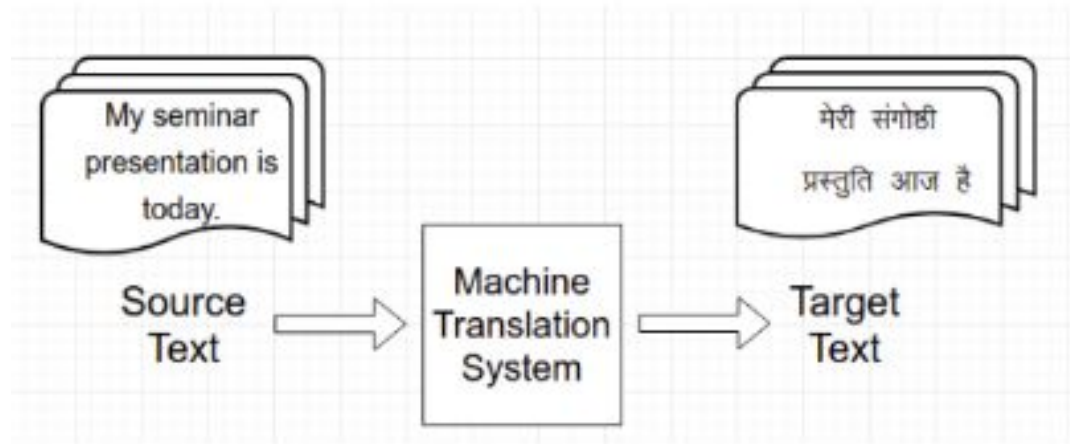 My seminar
presentation is
today.
मेरी संगोष्ठी
प्रस्तुति आज है
Source
Text
Machine
Translation
System
Target
Text